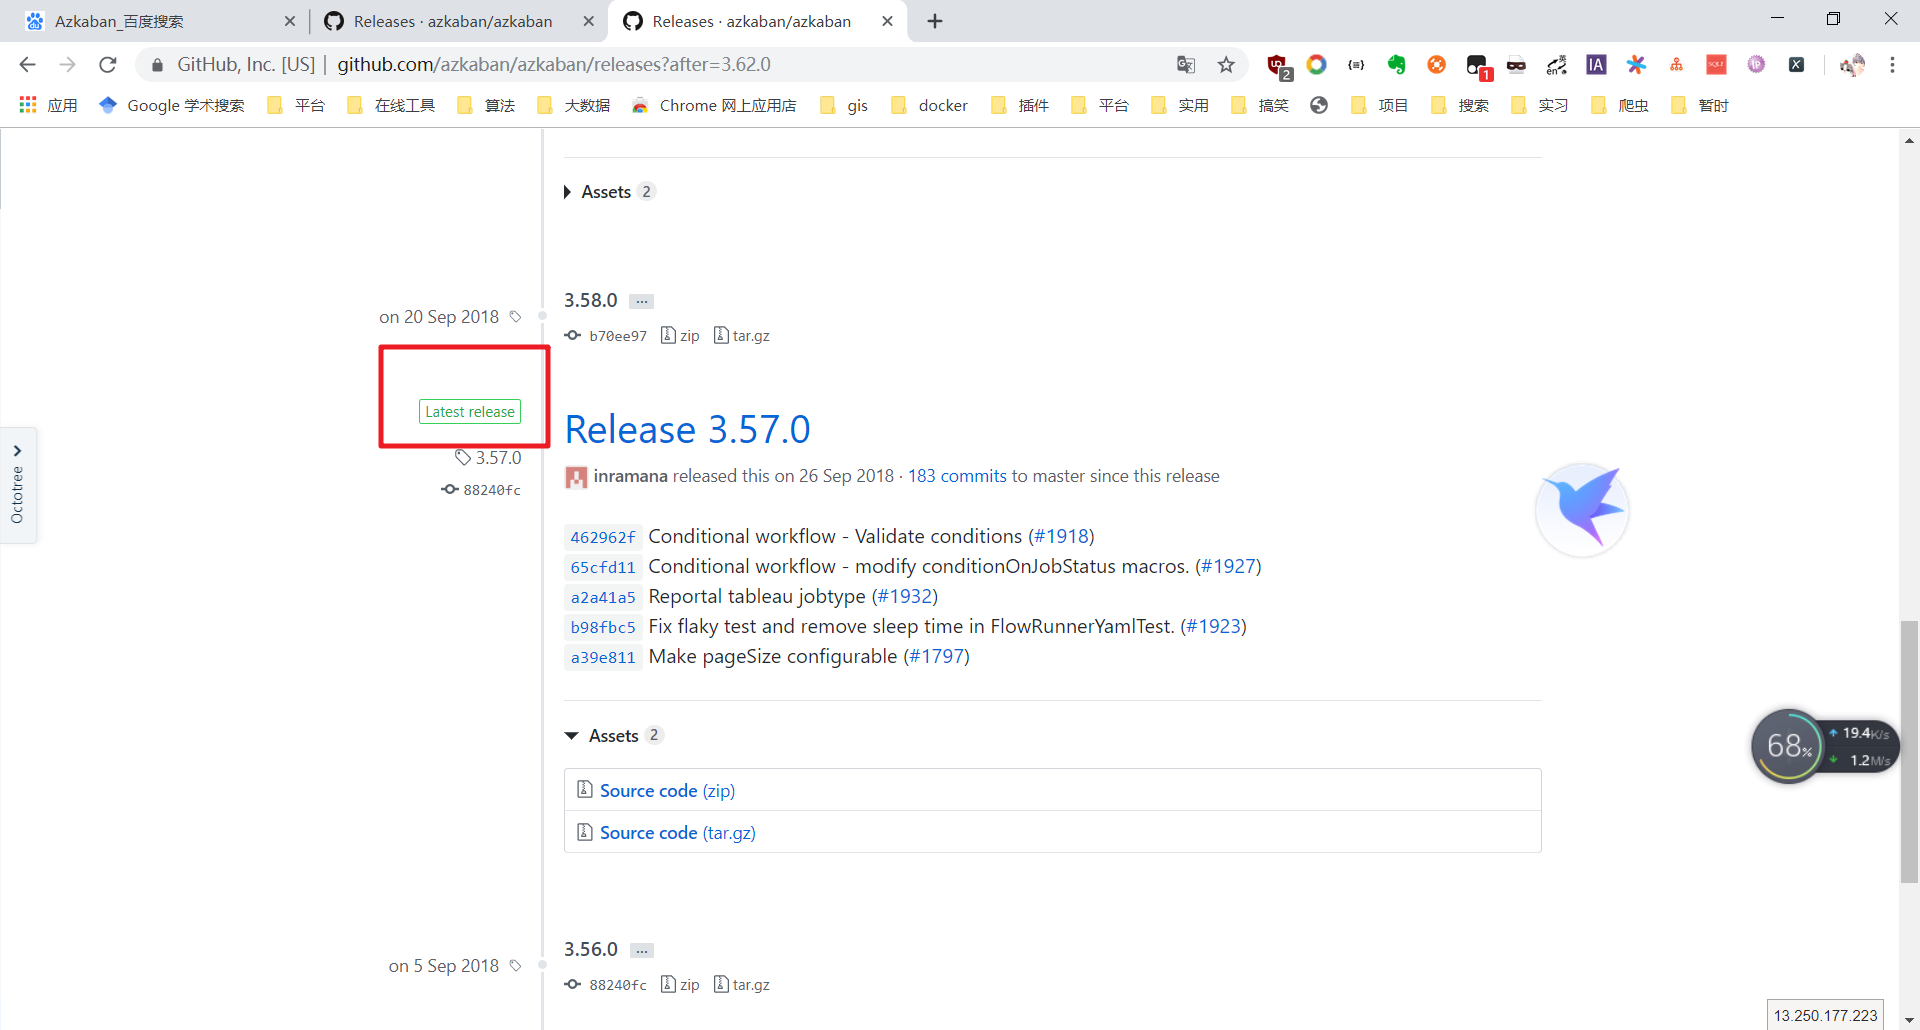 Azkaban_百度搜索
Releases · azkaban/azkaban
Releases · azkaban/azkaban
GitHub, Inc. [US] | github.com/azkaban/azkaban/releases?after=3.62.0
2
1
IA
应用
Google 学术搜索
平台
在线工具
算法
大数据
Chrome 网上应用店
gis
docker
插件
平台
实用
搞笑
项目
搜索
实习
爬虫
暂时
Assets 2
on 20 Sep 2018
3.58.0 ...
b70ee97 zip tar.gz
Latest release
3.57.0
88240fc
Release 3.57.0
inramana released this on 26 Sep 2018 · 183 commits to master since this release
462962f Conditional workflow - Validate conditions (#1918)
65cfd11 Conditional workflow - modify conditionOnJobStatus macros. (#1927)
a2a41a5 Reportal tableau jobtype (#1932)
b98fbc5 Fix flaky test and remove sleep time in FlowRunnerYamlTest. (#1923)
a39e811 Make pageSize configurable (#1797)
Assets 2
Source code (zip)
Source code (tar.gz)
on 5 Sep 2018
3.56.0 ...
88240fc zip tar.gz
Octotree
68%
19.4K/s
1.2M/s
13.250.177.223